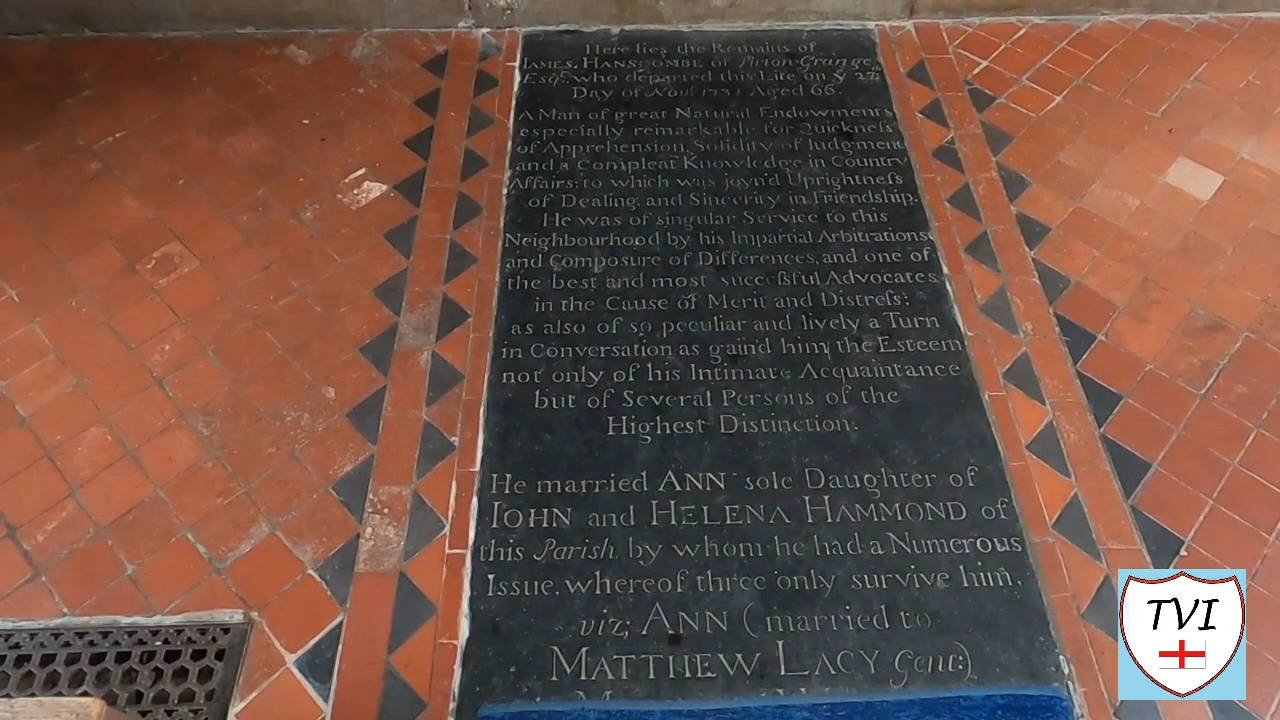 Here lies the Remains of
IAMES HANSCOMBE of Pirton Grange
Esqr. who departed this Life on ye 27th
Day of Aged 66.
A Man of great Natural Endowments
especially remarkable for Quickness
of Apprehension, Solidity of Iudgment
and a Compleat Knowledge in Country
Affairs; to which was joyn'd Uprightness
of Dealing, and Sincerity in Friendship.
He was of singular Service to this
Neighbourhood by his Impartial Arbitrations
and Composure of Differences, and one of
the best and most successful Advocates
in the Cause of Merit and Distress;
as also of so peculiar and lively a Turn
in Conversation as gain'd him the Esteem
not only of his Intimate Acquaintance
but of Several Persons of the
Highest Distinction.
He married ANN sole Daughter of
IOHN and HELENA HAMMOND of
this Parish, by whom he had a Numerous
Issue, whereof three only survive him,
viz; ANN (married to
MATTHEW LACY Gent:)
TVI